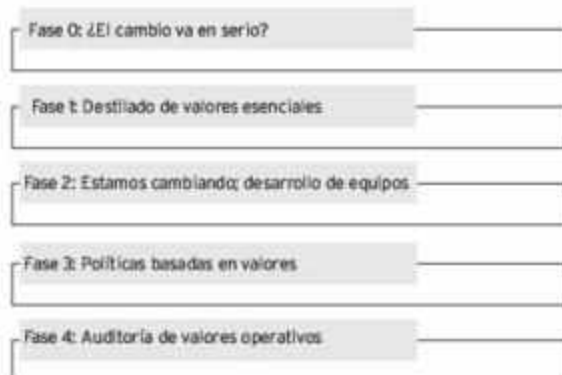 Fase 0: ¿El cambio va en serio?
Fase 1: Destilado de valores esenciales
Fase 2: Estamos cambiando; desarrollo de equipos
Fase 3: Políticas basadas en valores
Fase 4: Auditoría de valores operativos